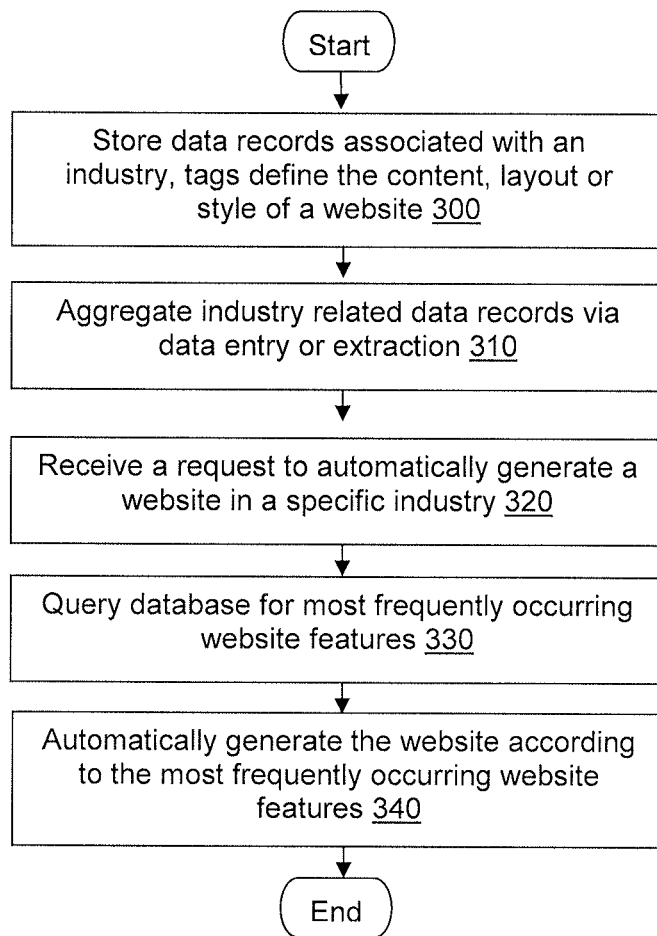 Start
Store data records associated with an
industry, tags define the content, layout or
style of a website 300
Aggregate industry related data records via
data entry or extraction 310
Receive a request to automatically generate a
website in a specific industry 320
Query database for most frequently occurring
website features 330
Automatically generate the website according
to the most frequently occurring website
features 340
End